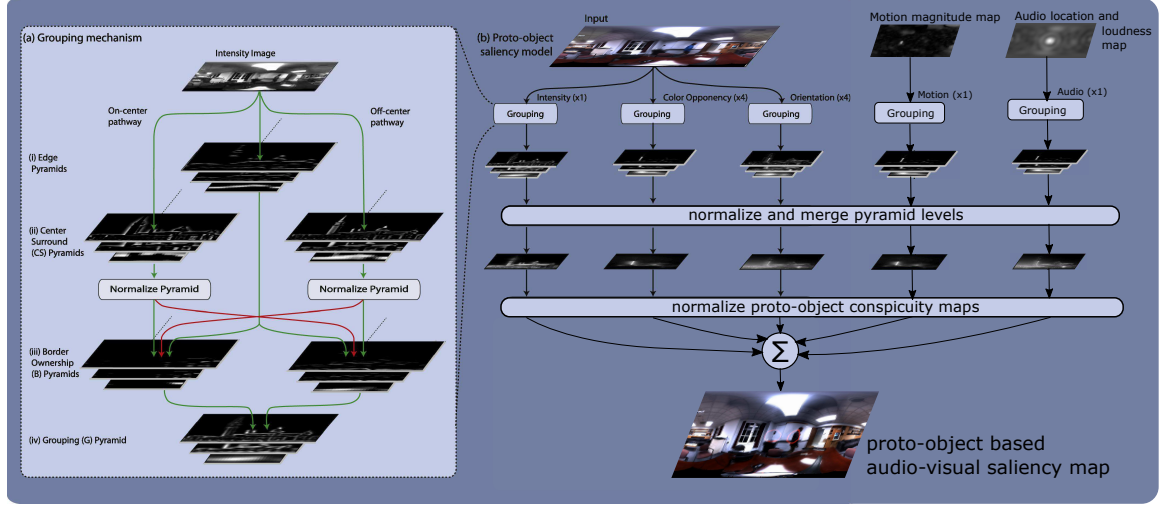 (a) Grouping mechanism
Intensity Image
On-center
pathway
Off-center
pathway
(i) Edge
Pyramids
(ii) Center
Surround
(CS) Pyramids
Normalize Pyramid
Normalize Pyramid
(iii) Border
Ownership
(B) Pyramids
(iv) Grouping (G) Pyramid
Input
(b) Proto-object
saliency model
Motion magnitude map
Audio location and
loudness
map
Intensity (x1)
Color Opponency (x4)
Orientation (x4)
Motion (x1)
Audio (x1)
Grouping
Grouping
Grouping
Grouping
Grouping
normalize and merge pyramid levels
normalize proto-object conspicuity maps
Σ
proto-object based
audio-visual saliency map